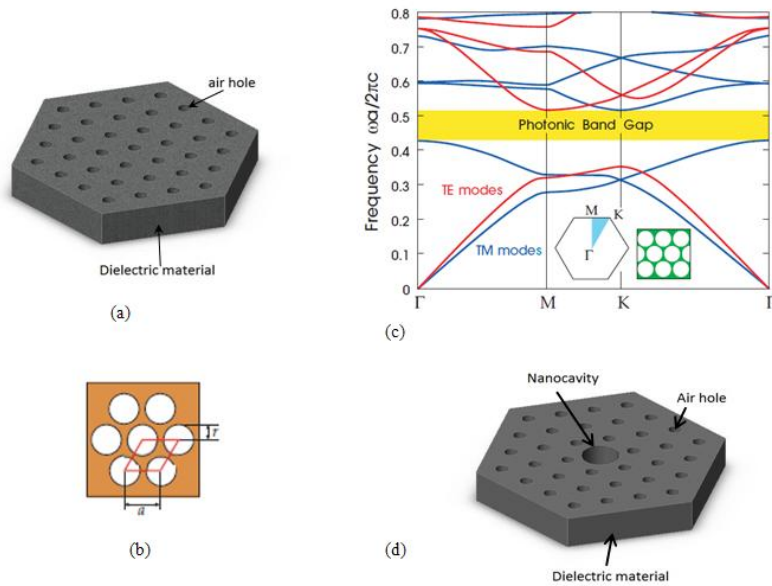 air hole
Dielectric material
(a)
0.8
0.7
0.6
0.5
0.4
0.3
0.2
0.1
0
Frequency ωa/2πc
Photonic Band Gap
TE modes
TM modes
M
K
Γ
Γ
M
K
Γ
(c)
r
a
(b)
Nanocavity
Air hole
Dielectric material
(d)